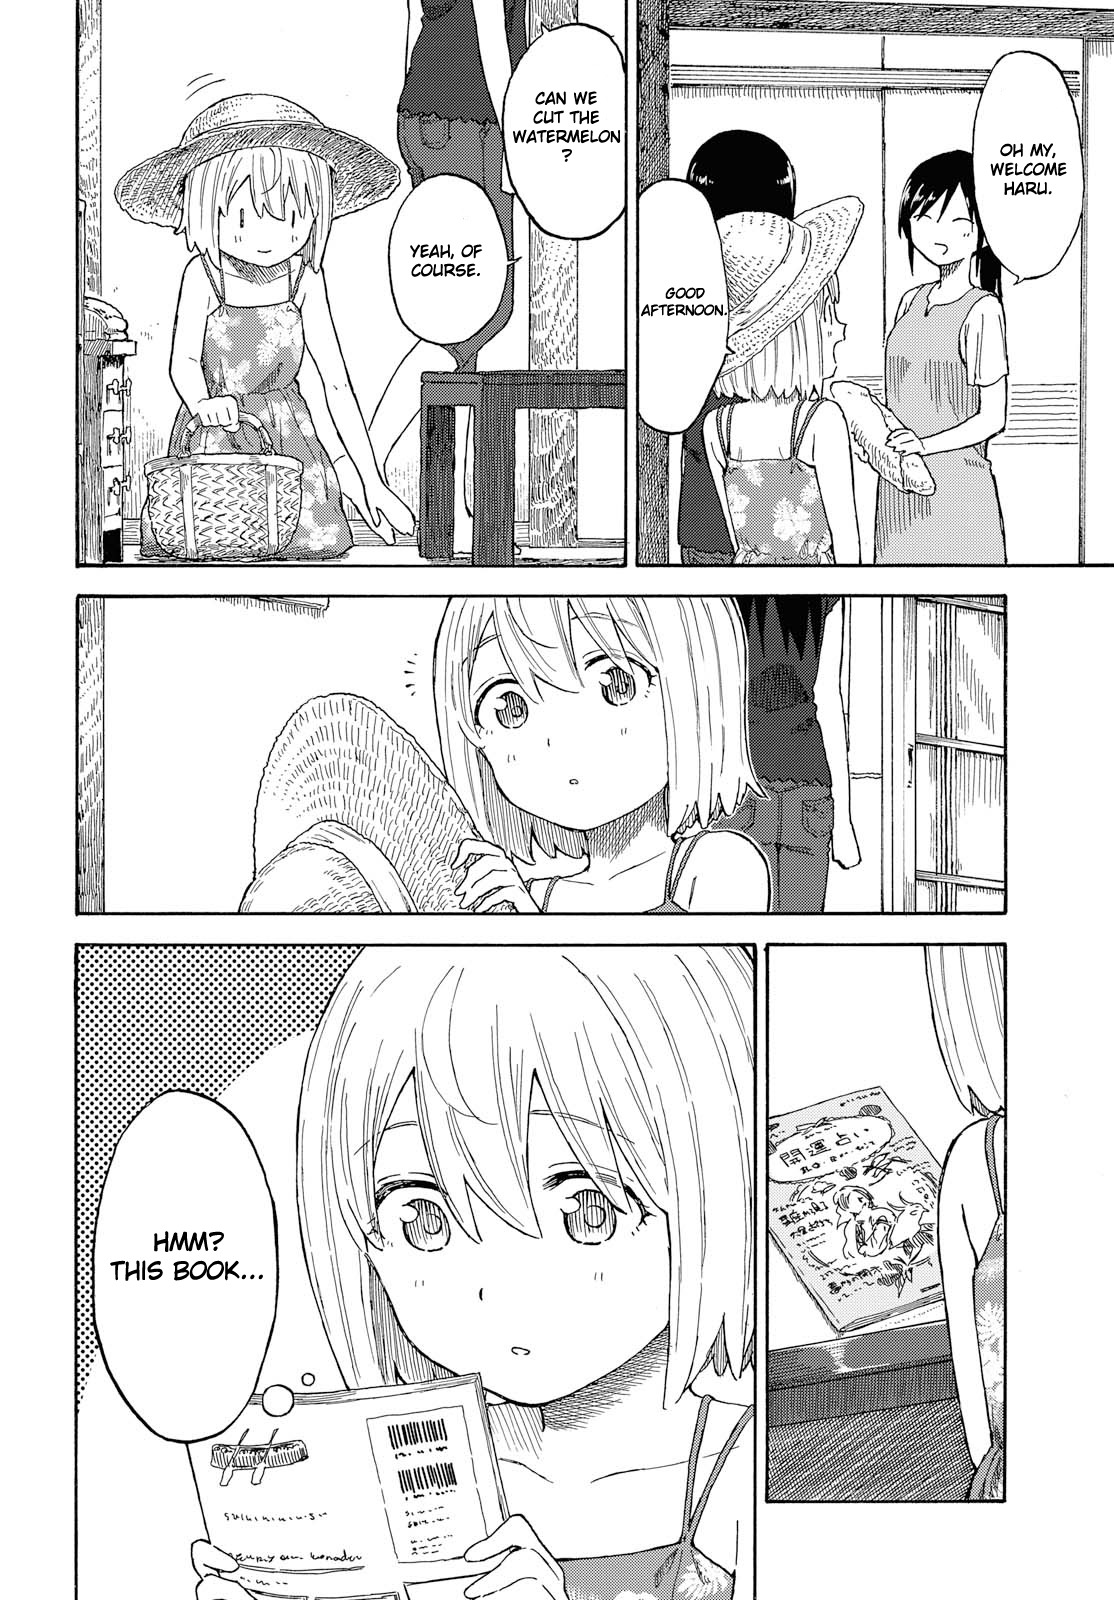 OH MY,
WELCOME
HARU.
GOOD
AFTERNOON.
CAN WE
CUT THE
WATERMELON
?
YEAH, OF
COURSE.
開運占い
HMM?
THIS BOOK...